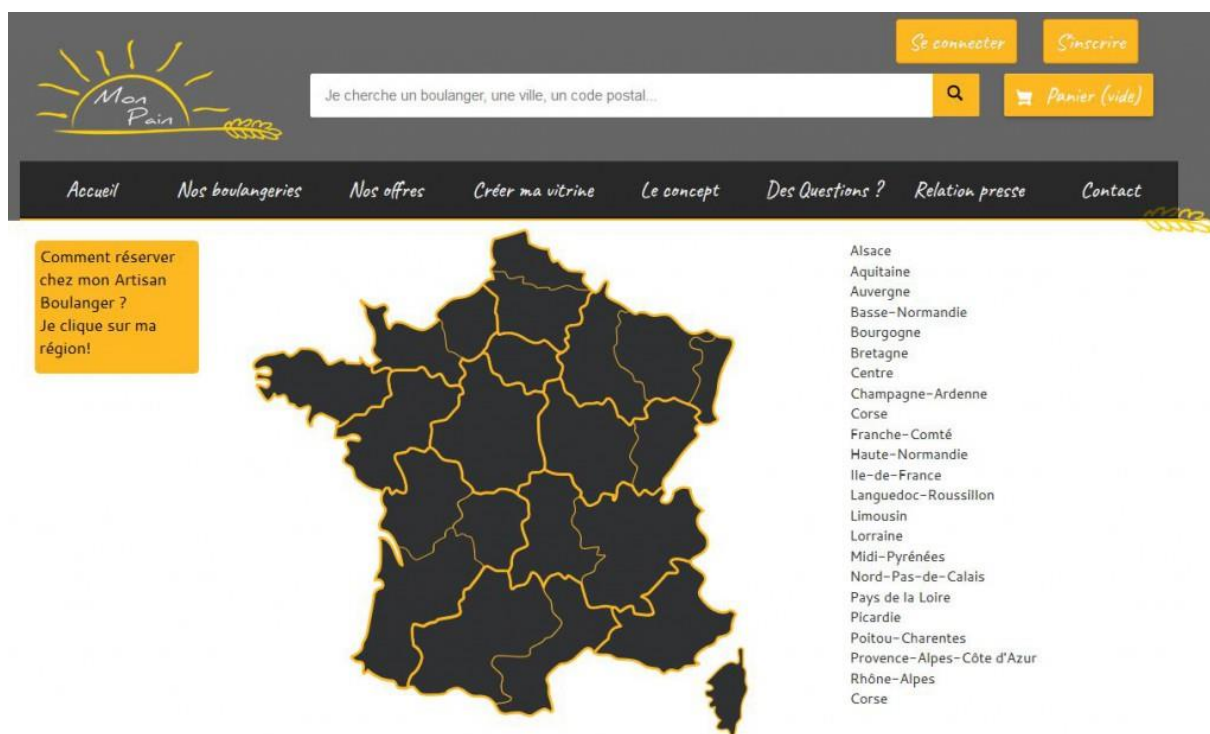 Se connecter
S'inscrire
Mon
Pain
Je cherche un boulanger, une ville, un code postal...
Panier (vide)
Accueil
Nos boulangeries
Nos offres
Créer ma vitrine
Le concept
Des Questions ?
Relation presse
Contact
Comment réserver
chez mon Artisan
Boulanger ?
Je clique sur ma
région!
Alsace
Aquitaine
Auvergne
Basse-Normandie
Bourgogne
Bretagne
Centre
Champagne-Ardenne
Corse
Franche-Comté
Haute-Normandie
Ile-de-France
Languedoc-Roussillon
Limousin
Lorraine
Midi-Pyrénées
Nord-Pas-de-Calais
Pays de la Loire
Picardie
Poitou-Charentes
Provence-Alpes-Côte d'Azur
Rhône-Alpes
Corse